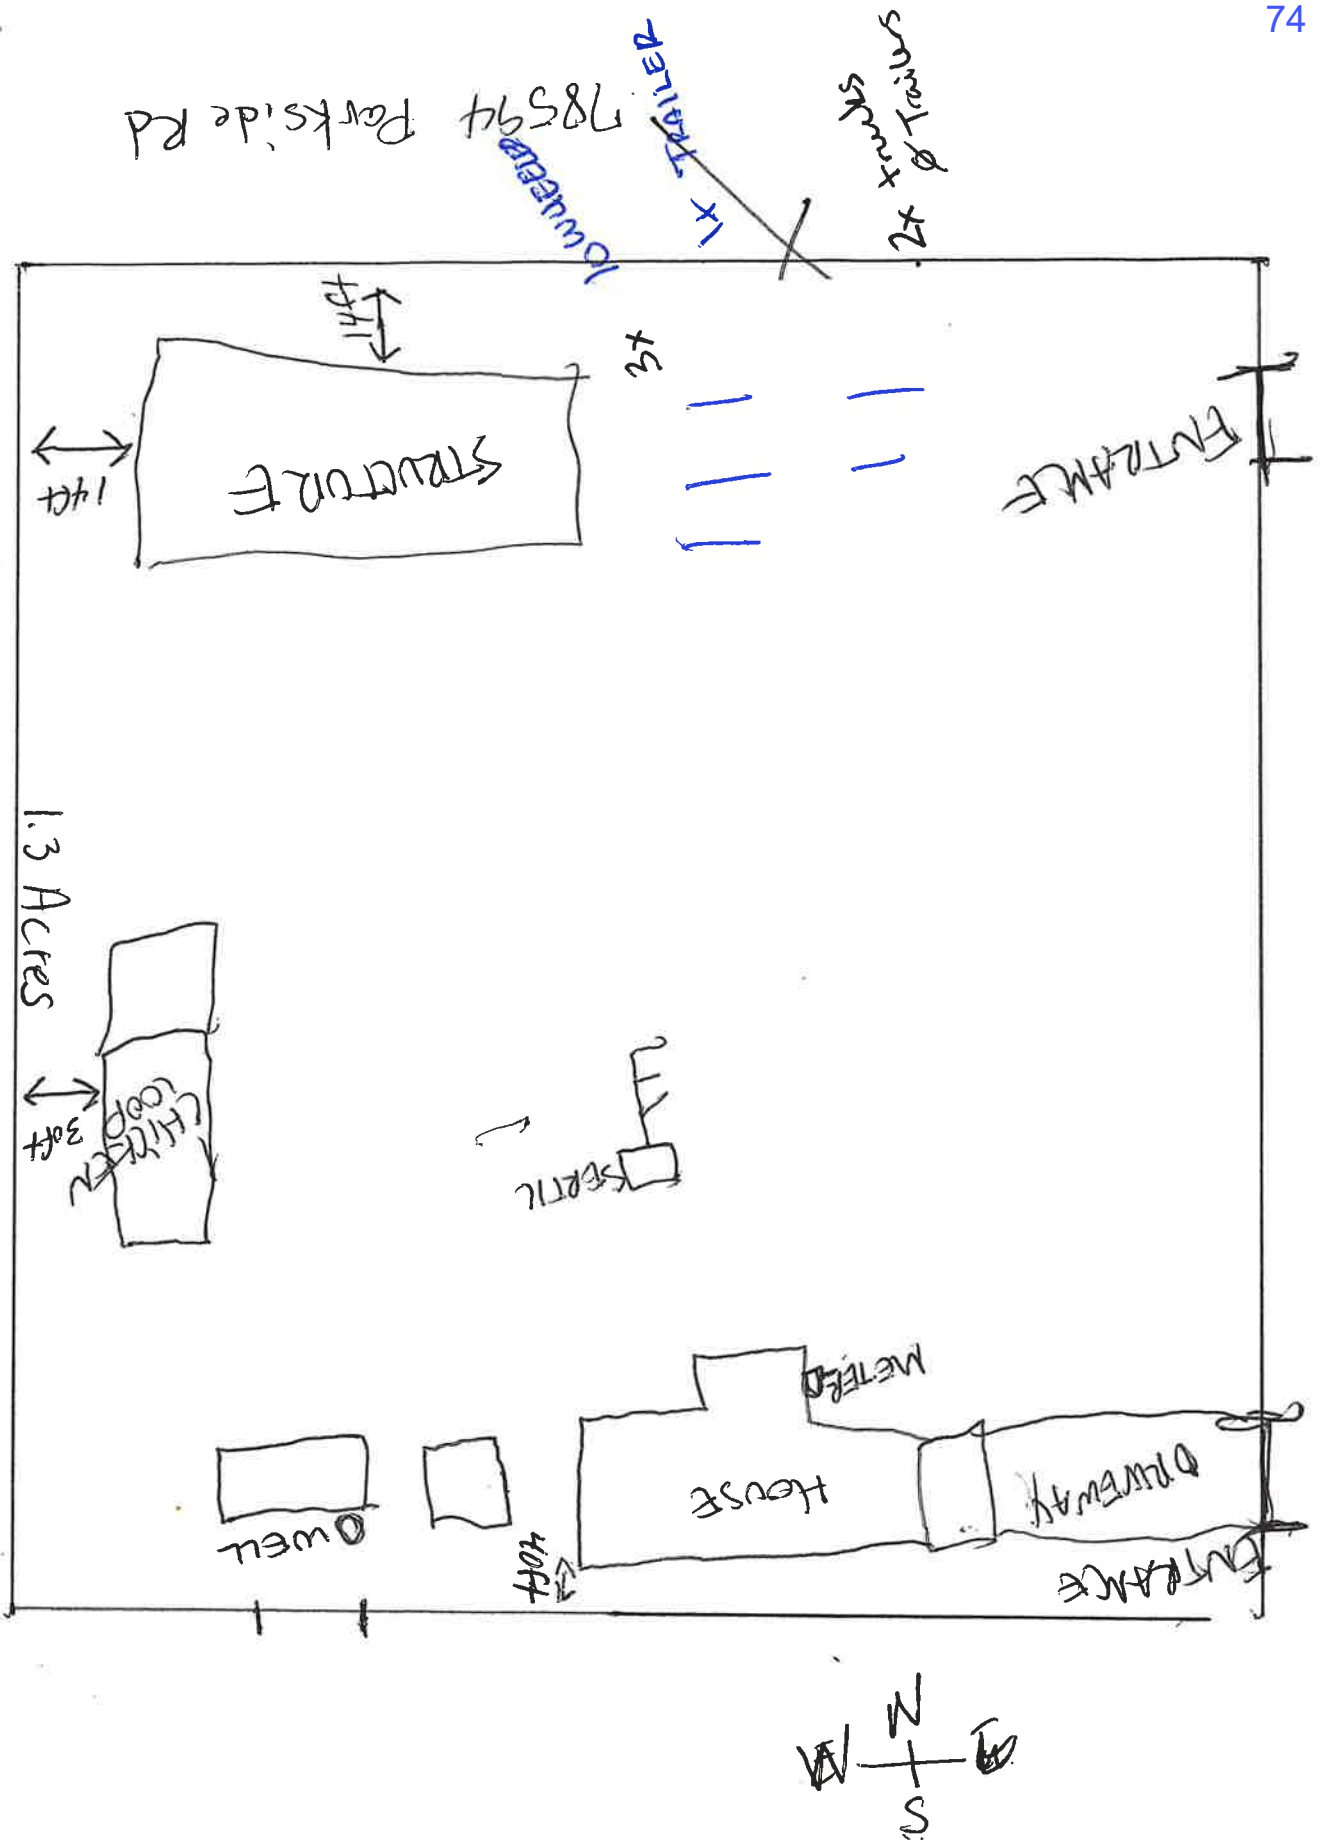 74
78594 Parkside Rd
10 WHEELER
1X TRAILER
2X trucks
Ø Trailers
14ft
3x
STRUCTURE
14ft
ENTRANCE
1.3 Acres
CHICKEN
COOP
30ft
SEPTIC
METER
HOUSE
DRIVEWAY
WELL
40ft
ENTRANCE
N
W
E
S